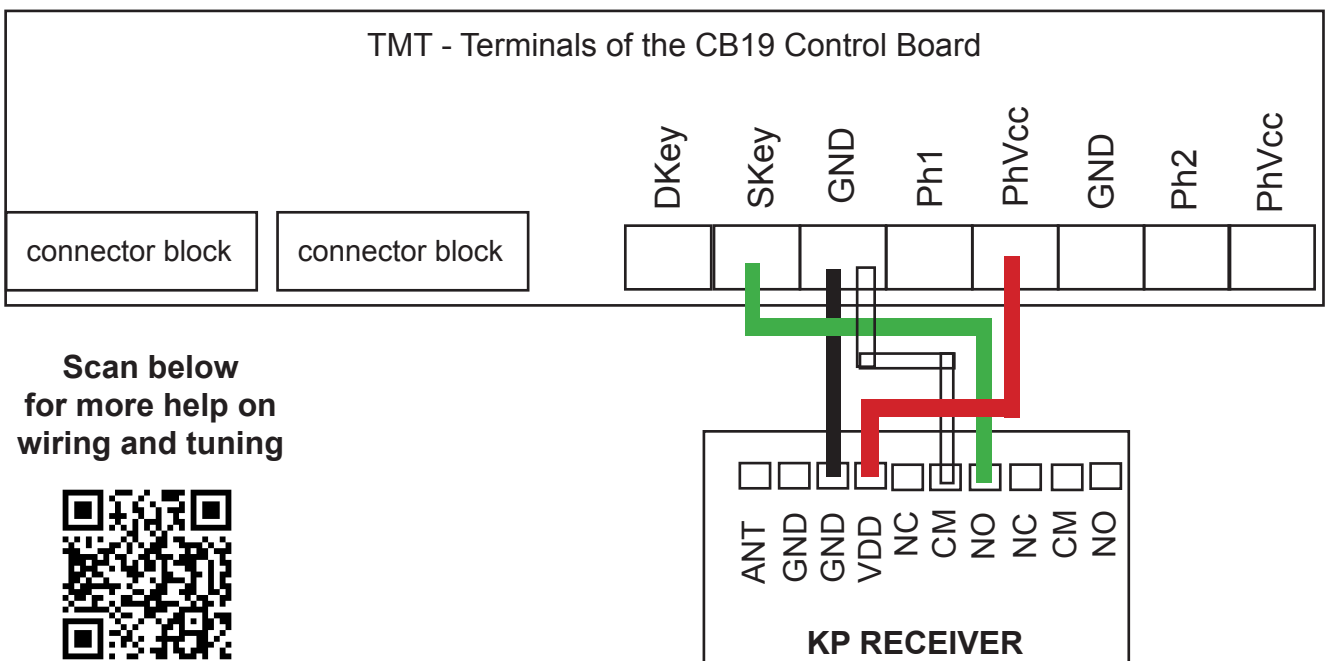 TMT - Terminals of the CB19 Control Board
DKey
SKey
GND
Ph1
PhVcc
GND
Ph2
PhVcc
connector block
connector block
Scan below
for more help on
wiring and tuning
ANT
GND
GND
VDD
NC
CM
NO
NC
CM
NO
KP RECEIVER